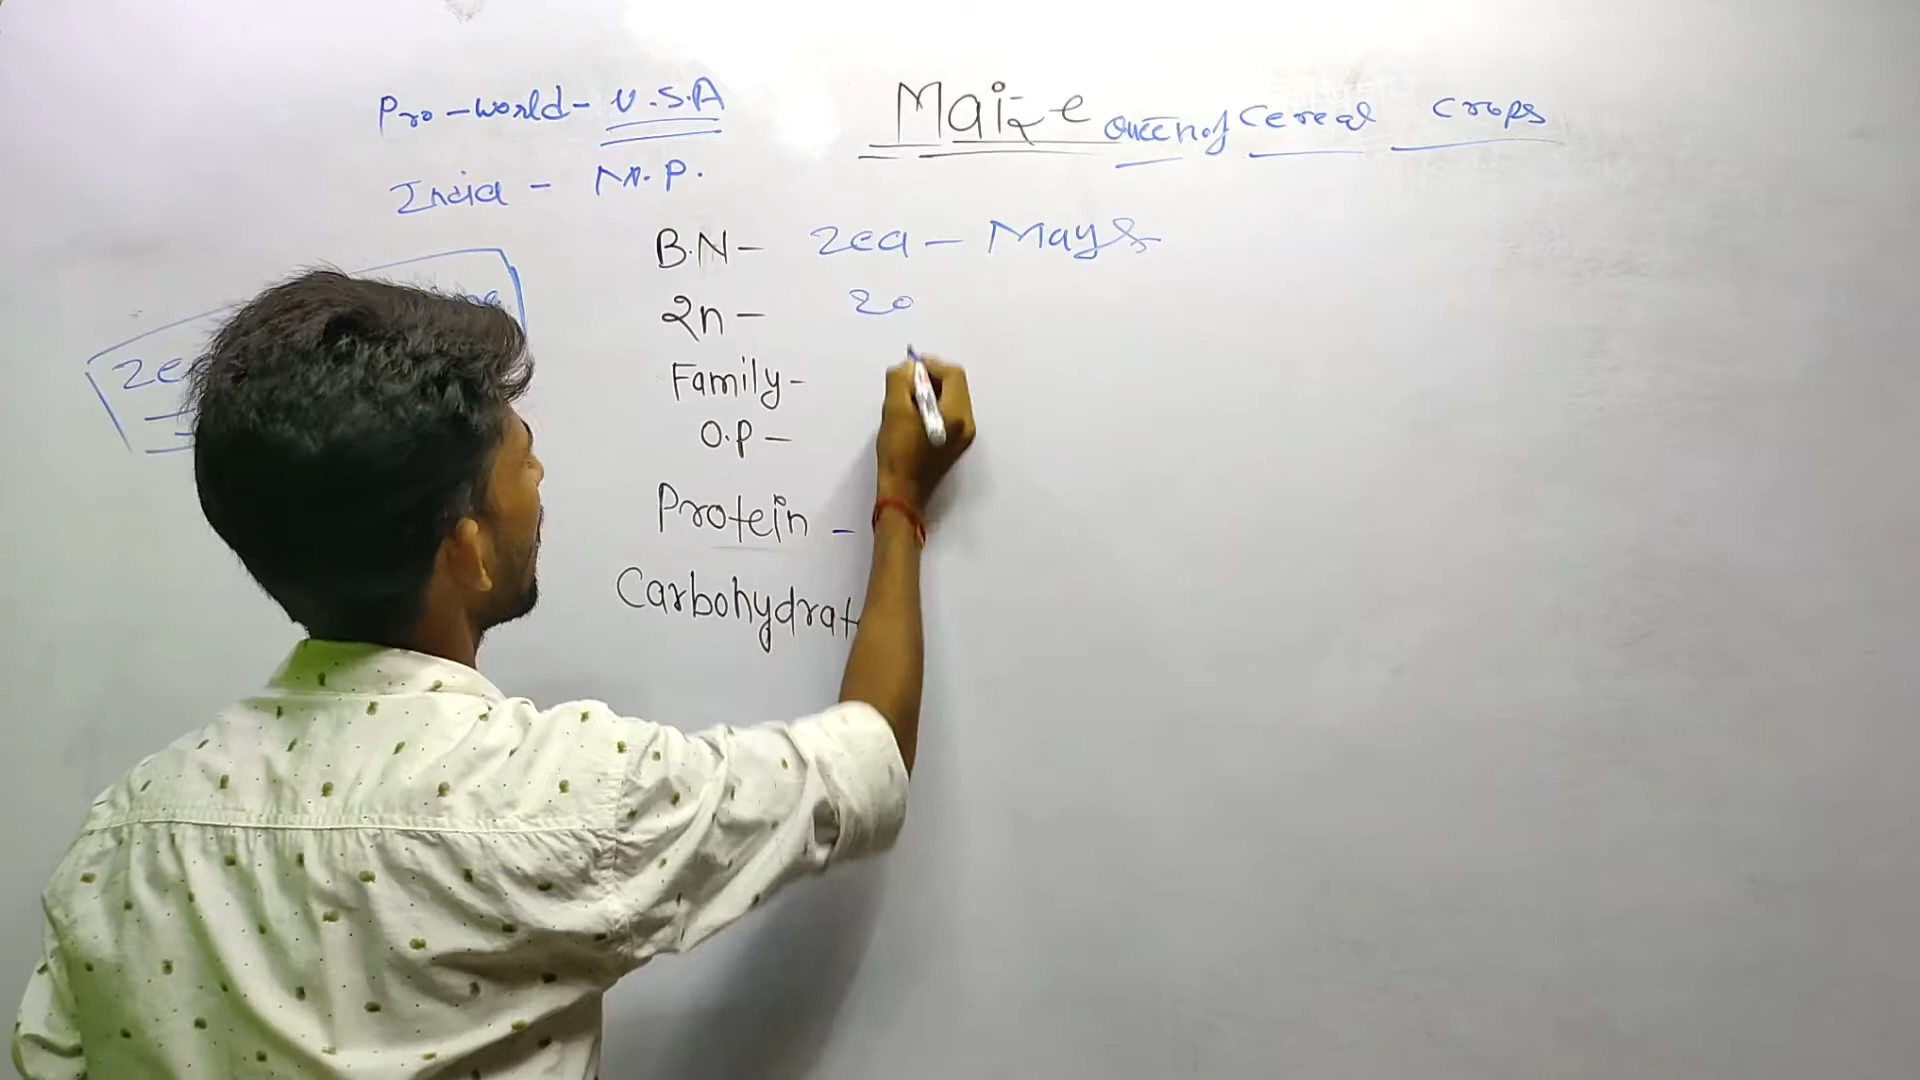 Maize Queen of Cereal Crops
Pro - world - U.S.A
India - M.P.
B.N - Zea - Mays
2n - 20
Family -
O.P -
Protein -
Carbohydrat